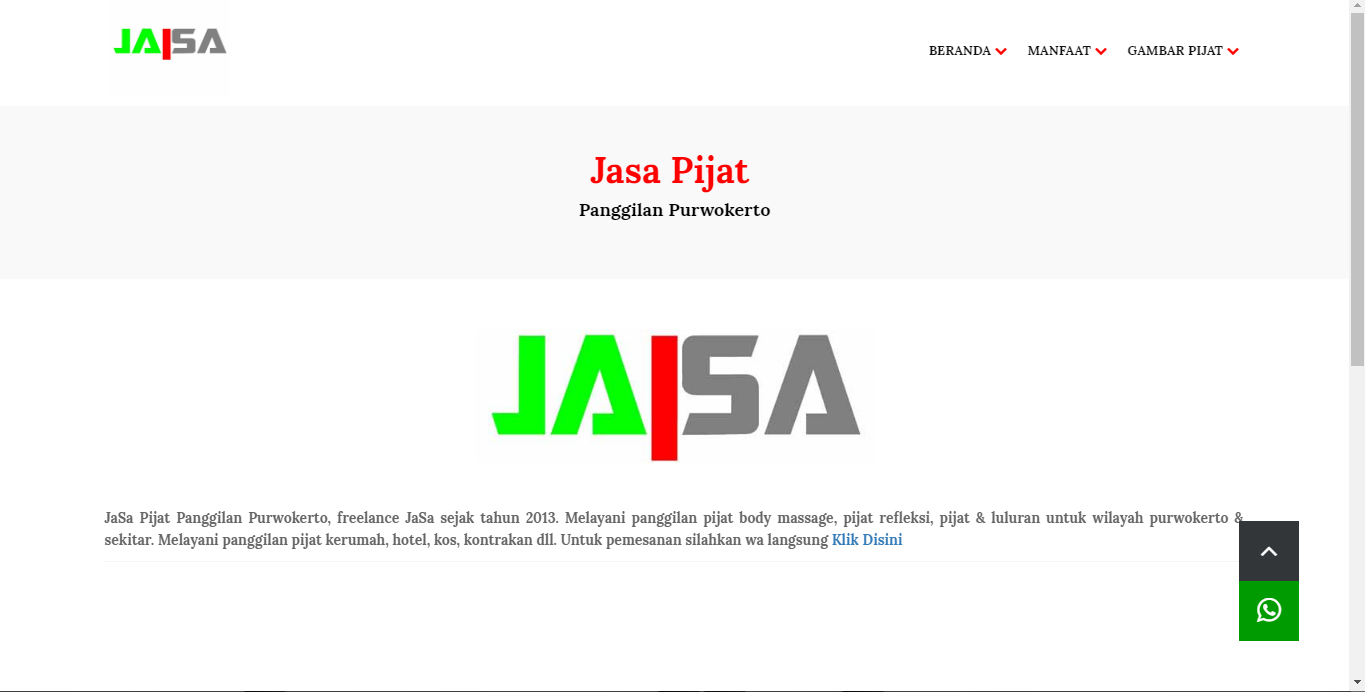 JASA
BERANDA MANFAAT GAMBAR PIJAT
Jasa Pijat
Panggilan Purwokerto
JASA
JaSa Pijat Panggilan Purwokerto, freelance JaSa sejak tahun 2013. Melayani panggilan pijat body massage, pijat refleksi, pijat & luluran untuk wilayah purwokerto &
sekitar. Melayani panggilan pijat kerumah, hotel, kos, kontrakan dll. Untuk pemesanan silahkan wa langsung Klik Disini